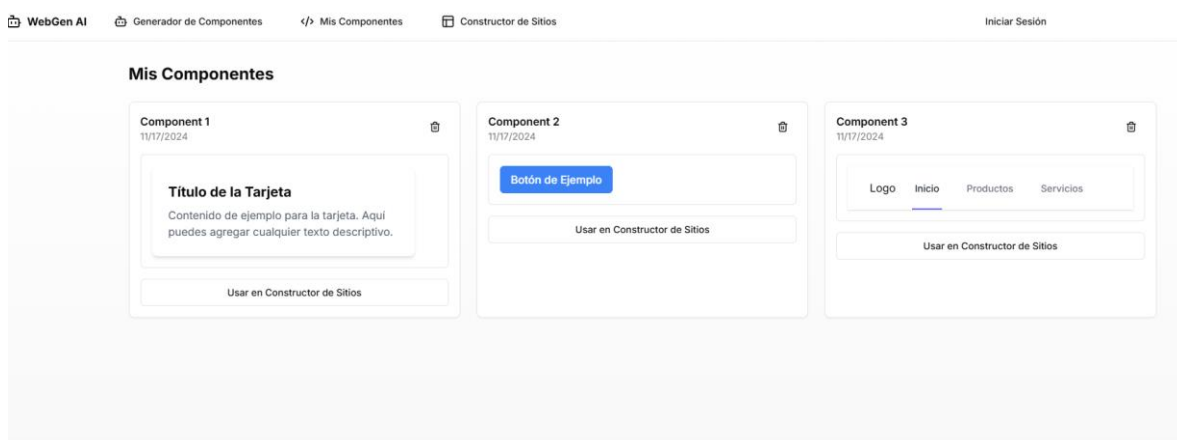 WebGen AI Generador de Componentes </> Mis Componentes Constructor de Sitios Iniciar Sesión
Mis Componentes
Component 1
11/17/2024
Título de la Tarjeta
Contenido de ejemplo para la tarjeta. Aquí
puedes agregar cualquier texto descriptivo.
Usar en Constructor de Sitios
Component 2
11/17/2024
Botón de Ejemplo
Usar en Constructor de Sitios
Component 3
11/17/2024
Logo Inicio Productos Servicios
Usar en Constructor de Sitios